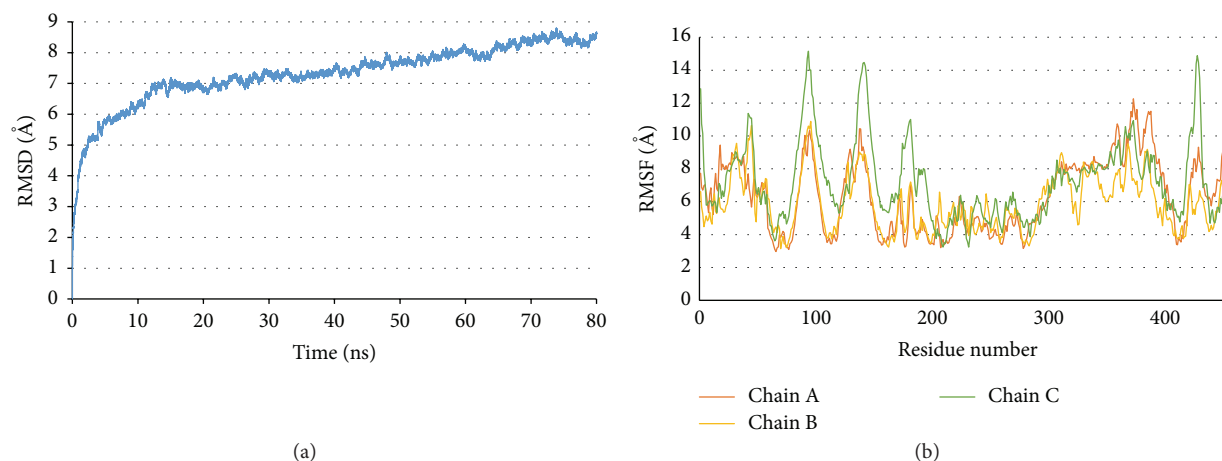 9
8
7
6
5
4
3
2
1
0
RMSD (Å)
0 10 20 30 40 50 60 70 80
Time (ns)
(a)
16
14
12
10
8
6
4
2
0
RMSF (Å)
0 100 200 300 400
Residue number
Chain A Chain C
Chain B
(b)